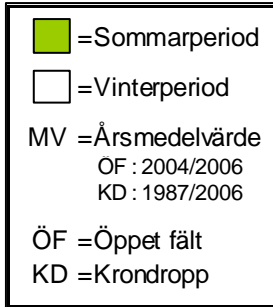 =Sommarperiod
=Vinterperiod
MV =Årsmedelvärde
ÖF : 2004/2006
KD : 1987/2006
ÖF =Öppet fält
KD =Krondropp